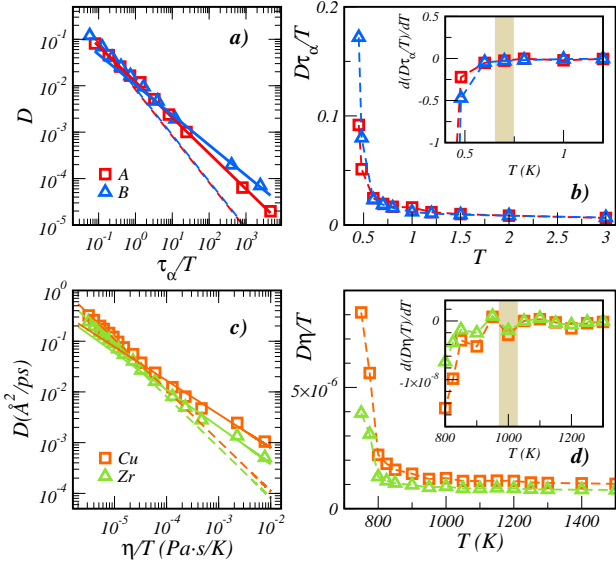 a)
D
10^-1
10^-2
10^-3
10^-4
10^-5
A
B
10^-1 10^0 10^1 10^2 10^3
τ_α/T
Dτ_α/T
0.2
0.1
0
0.5 1 1.5 2 2.5 3
T
b)
d(Dτ_α/T)/dT
0
-0.5
-1
0.5 1
T (K)
c)
D(Å^2/ps)
10^0
10^-1
10^-2
10^-3
10^-4
Cu
Zr
10^-5 10^-4 10^-3 10^-2
η/T (Pa·s/K)
Dη/T
5×10^-6
0
800 1000 1200 1400
T (K)
d)
d(Dη/T)/dT
0
-1×10^-8
800 1000 1200
T (K)